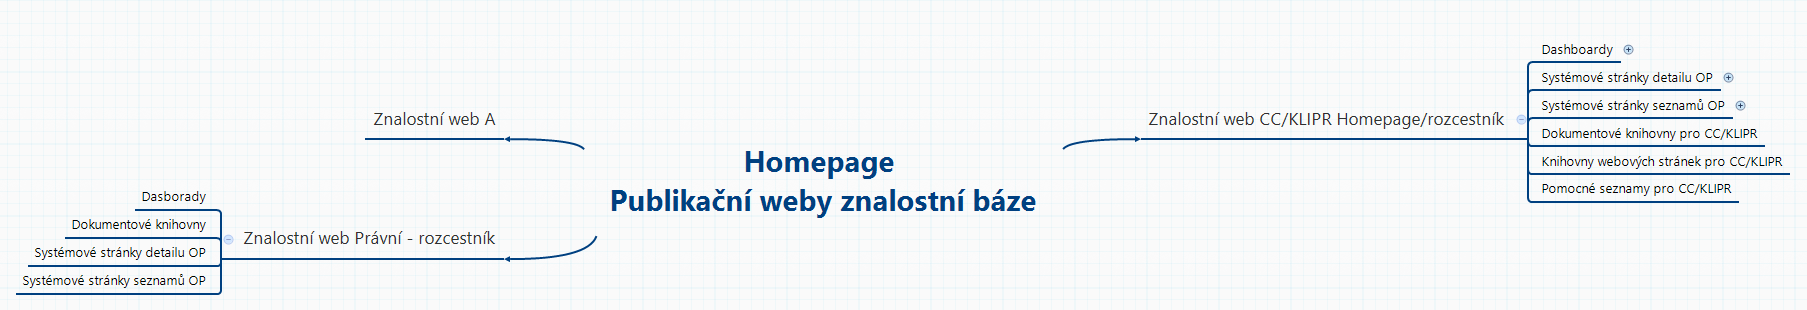 Homepage
Publikační weby znalostní báze
Znalostní web A
Znalostní web Právní - rozcestník
Dasborady
Dokumentové knihovny
Systémové stránky detailu OP
Systémové stránky seznamů OP
Znalostní web CC/KLIPR Homepage/rozcestník
Dashboardy
Systémové stránky detailu OP
Systémové stránky seznamů OP
Dokumentové knihovny pro CC/KLIPR
Knihovny webových stránek pro CC/KLIPR
Pomocné seznamy pro CC/KLIPR